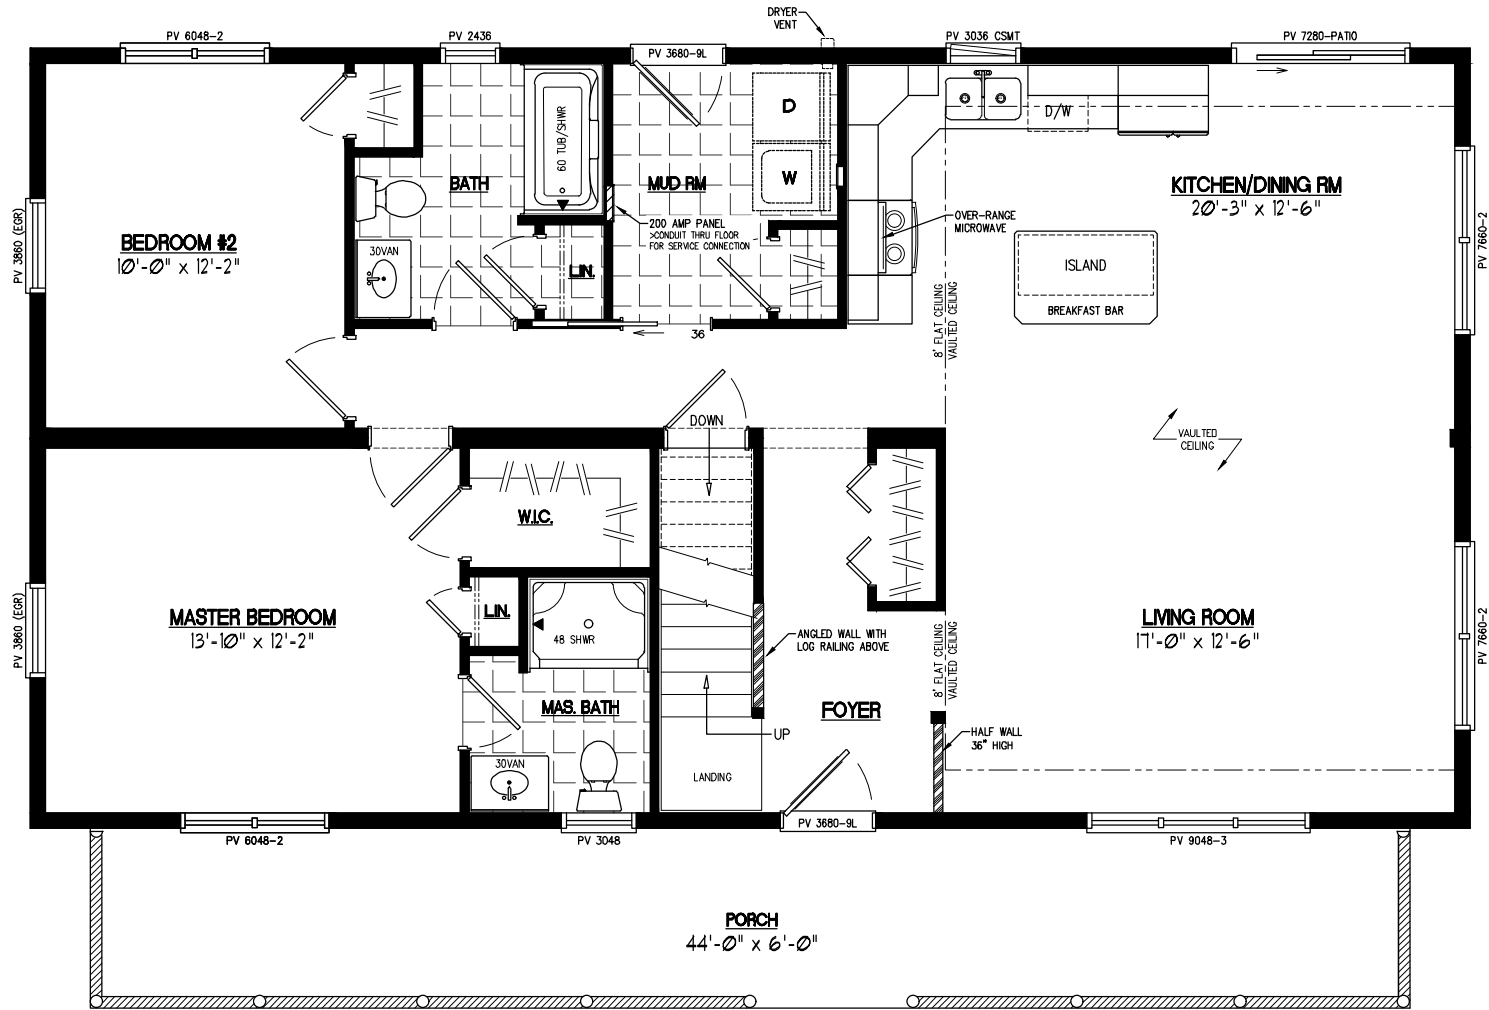 DRYER
VENT
PV 6048-2
PV 2436
PV 3680-9L
PV 3036 CSMT
PV 7280-PATIO
D
W
60 TUB/SHWR
D/W
BATH
MUD RM
KITCHEN/DINING RM
20'-3" x 12'-6"
200 AMP PANEL
>CONDUIT THRU FLOOR
FOR SERVICE CONNECTION
OVER-RANGE
MICROWAVE
PV 3860 (EGR)
BEDROOM #2
10'-0" x 12'-2"
30VAN
LIN.
PV 7660-2
ISLAND
BREAKFAST BAR
8' FLAT CEILING
VAULTED CEILING
36
DOWN
VAULTED
CEILING
W.I.C.
PV 3860 (EGR)
MASTER BEDROOM
13'-10" x 12'-2"
LIN.
48 SHWR
ANGLED WALL WITH
LOG RAILING ABOVE
8' FLAT CEILING
VAULTED CEILING
LIVING ROOM
17'-0" x 12'-6"
PV 7660-2
MAS. BATH
FOYER
UP
HALF WALL
36" HIGH
30VAN
LANDING
PV 6048-2
PV 3048
PV 3680-9L
PV 9048-3
PORCH
44'-0" x 6'-0"